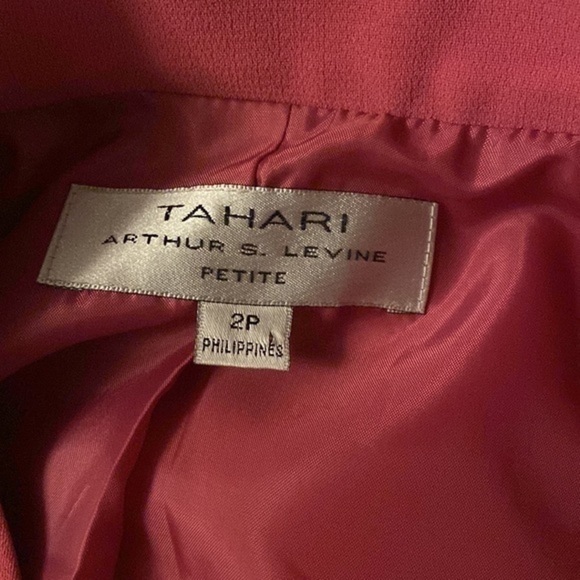 TAHARI
ARTHUR S. LEVINE
PETITE
2P
PHILIPPINES